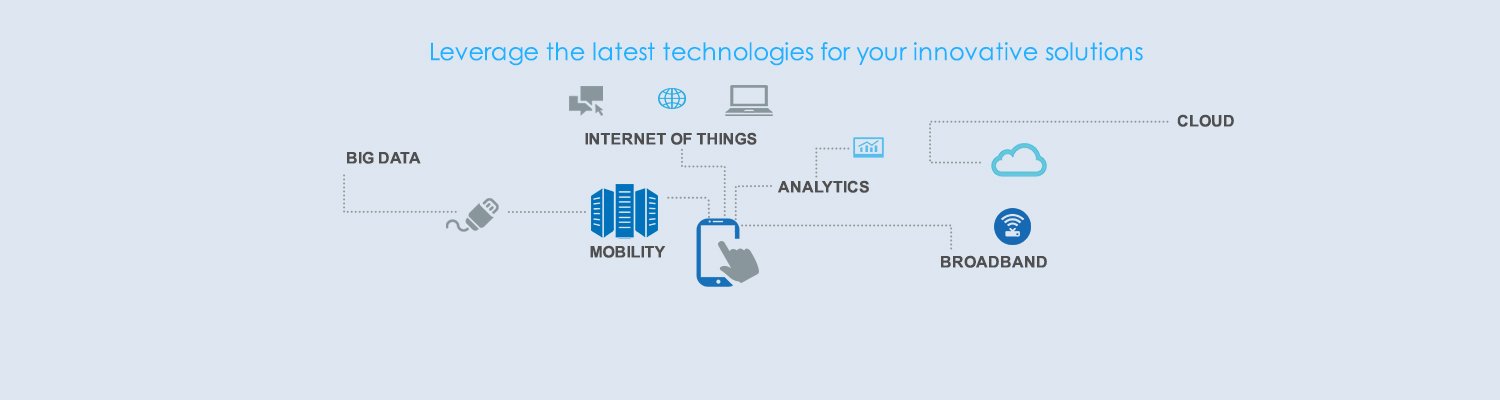 Leverage the latest technologies for your innovative solutions
CLOUD
INTERNET OF THINGS
BIG DATA
ANALYTICS
MOBILITY
BROADBAND